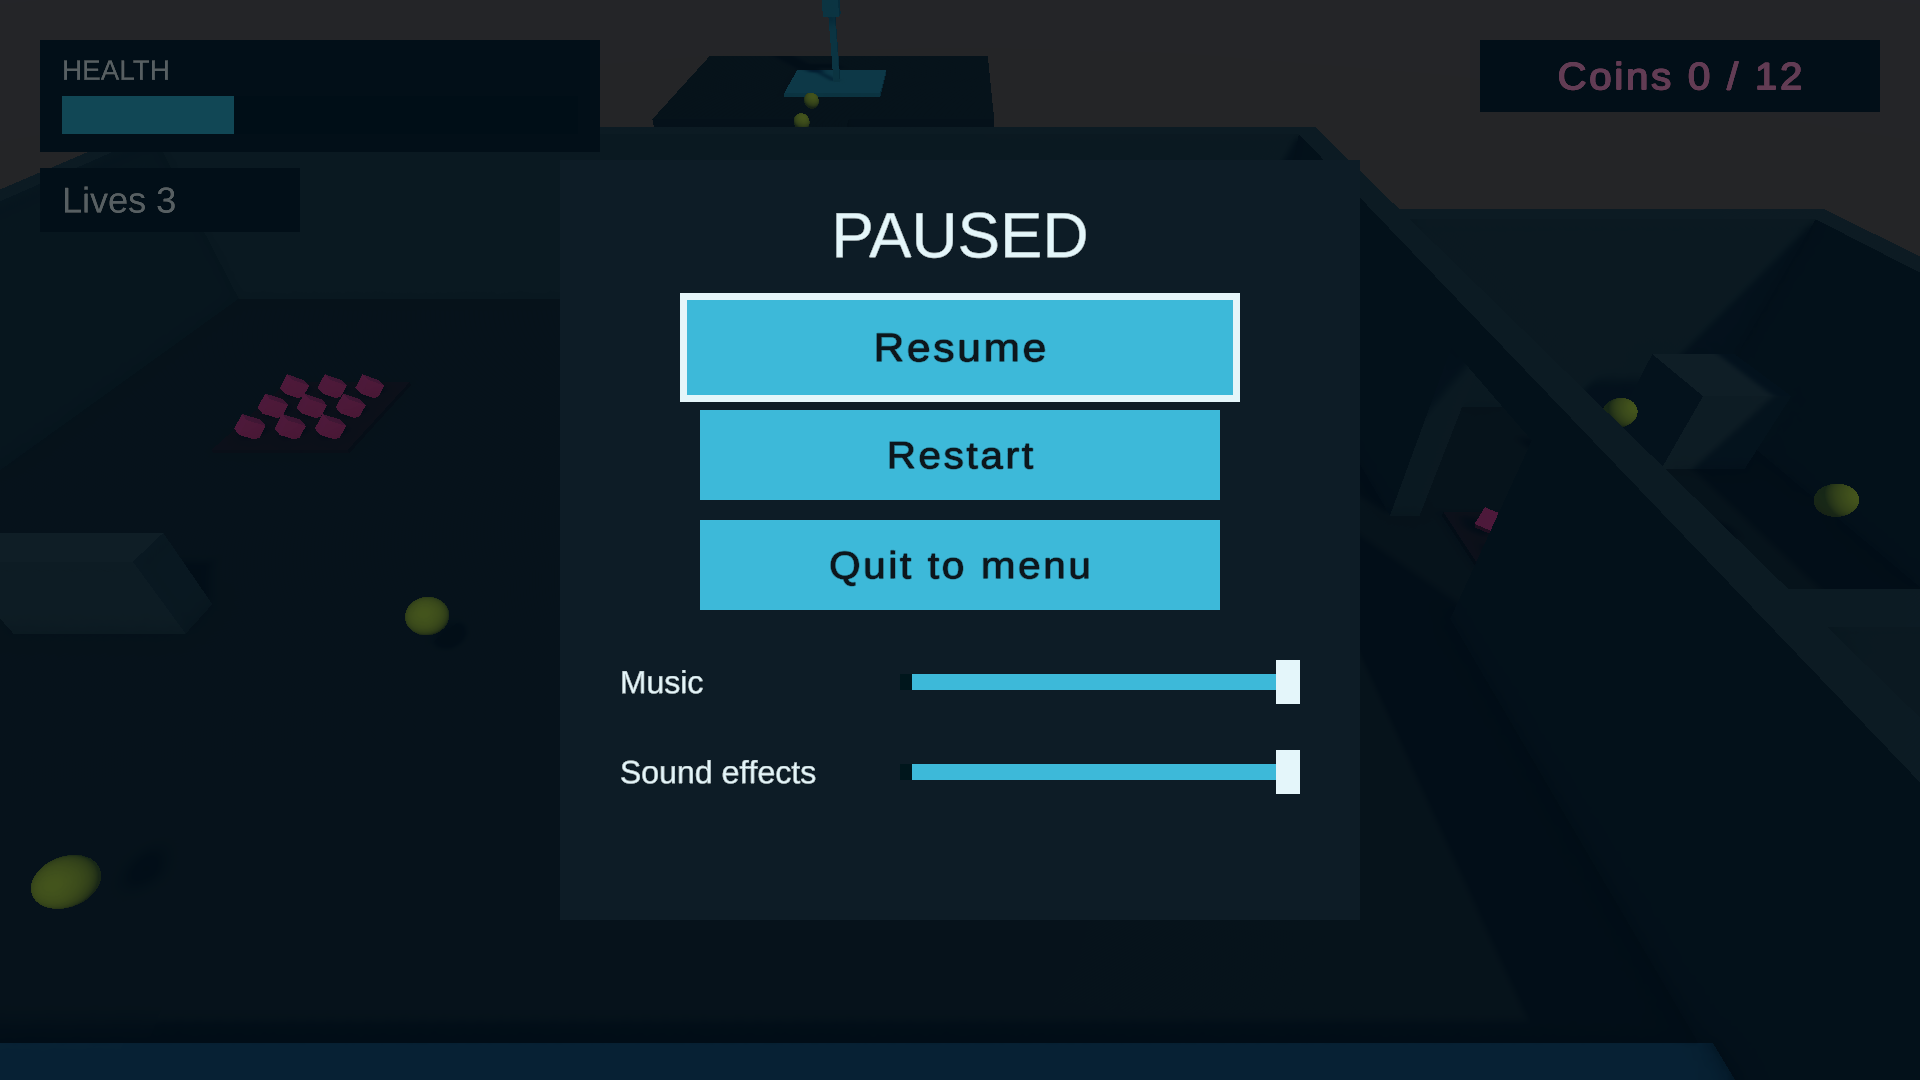 HEALTH
Coins 0 / 12
Lives 3
PAUSED
Resume
Restart
Quit to menu
Music
Sound effects